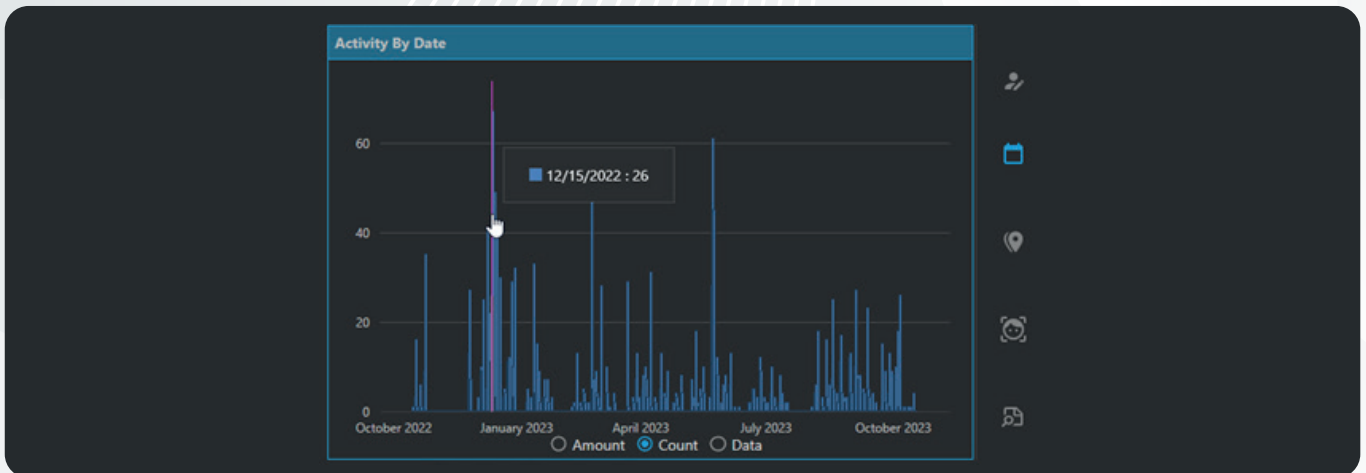 Activity By Date
60
12/15/2022 : 26
40
20
0
October 2022 January 2023 April 2023 July 2023 October 2023
Amount Count Data